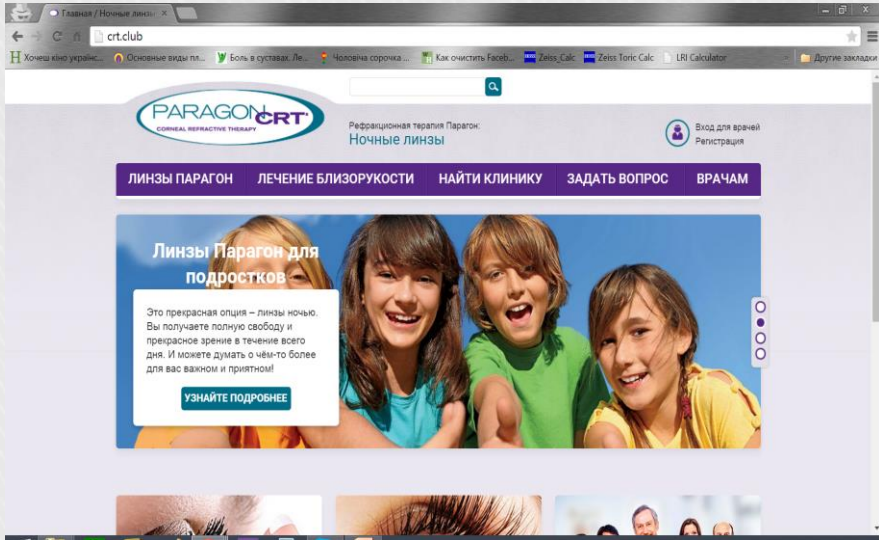 Главная / Ночные линзы
crt.club
Хочеш кіно українс... Основные виды пл... Боль в суставах. Ле... Чоловіча сорочка ... Как очистить Faceb... Zeiss_Calc Zeiss Toric Calc LRI Calculator Другие закладки
PARAGON CRT
CORNEAL REFRACTIVE THERAPY
Рефракционная терапия Парагон:
Ночные линзы
Вход для врачей
Регистрация
ЛИНЗЫ ПАРАГОН ЛЕЧЕНИЕ БЛИЗОРУКОСТИ НАЙТИ КЛИНИКУ ЗАДАТЬ ВОПРОС ВРАЧАМ
Линзы Парагон для
подростков
Это прекрасная опция – линзы ночью.
Вы получаете полную свободу и
прекрасное зрение в течение всего
дня. И можете думать о чём-то более
для вас важном и приятном!
УЗНАЙТЕ ПОДРОБНЕЕ